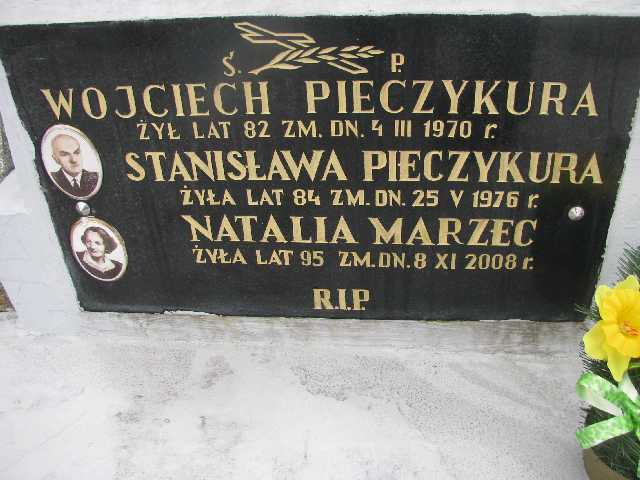 Ś. P.
WOJCIECH PIECZYKURA
ŻYŁ LAT 82 ZM. DN. 4 III 1970 r.
STANISŁAWA PIECZYKURA
ŻYŁA LAT 84 ZM. DN. 25 V 1976 r.
NATALIA MARZEC
ŻYŁA LAT 95 ZM. DN. 8 XI 2008 r.
R.I.P.